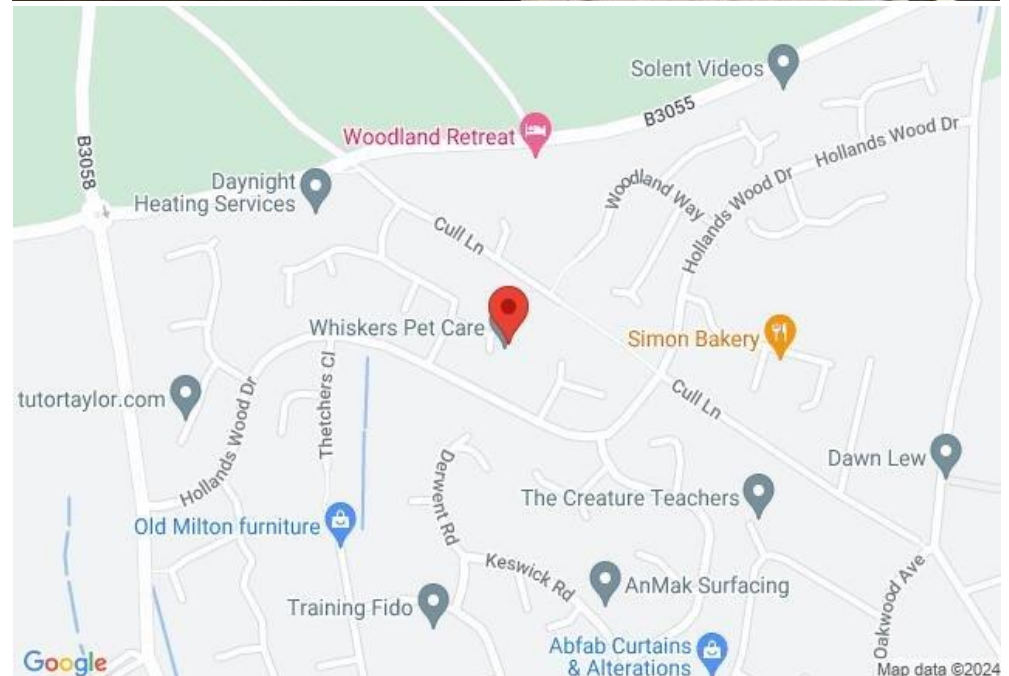 Solent Videos
B3055
Woodland Retreat
Hollands Wood Dr
B3058
Daynight
Heating Services
Woodland Way
Hollands Wood Dr
Cull Ln
Whiskers Pet Care
Simon Bakery
Thetchers Cl
tutortaylor.com
Hollands Wood Dr
Cull Ln
Derwent Rd
Dawn Lew
The Creature Teachers
Old Milton furniture
Keswick Rd
AnMak Surfacing
Training Fido
Oakwood Ave
Abfab Curtains
& Alterations
Google
Map data ©2024